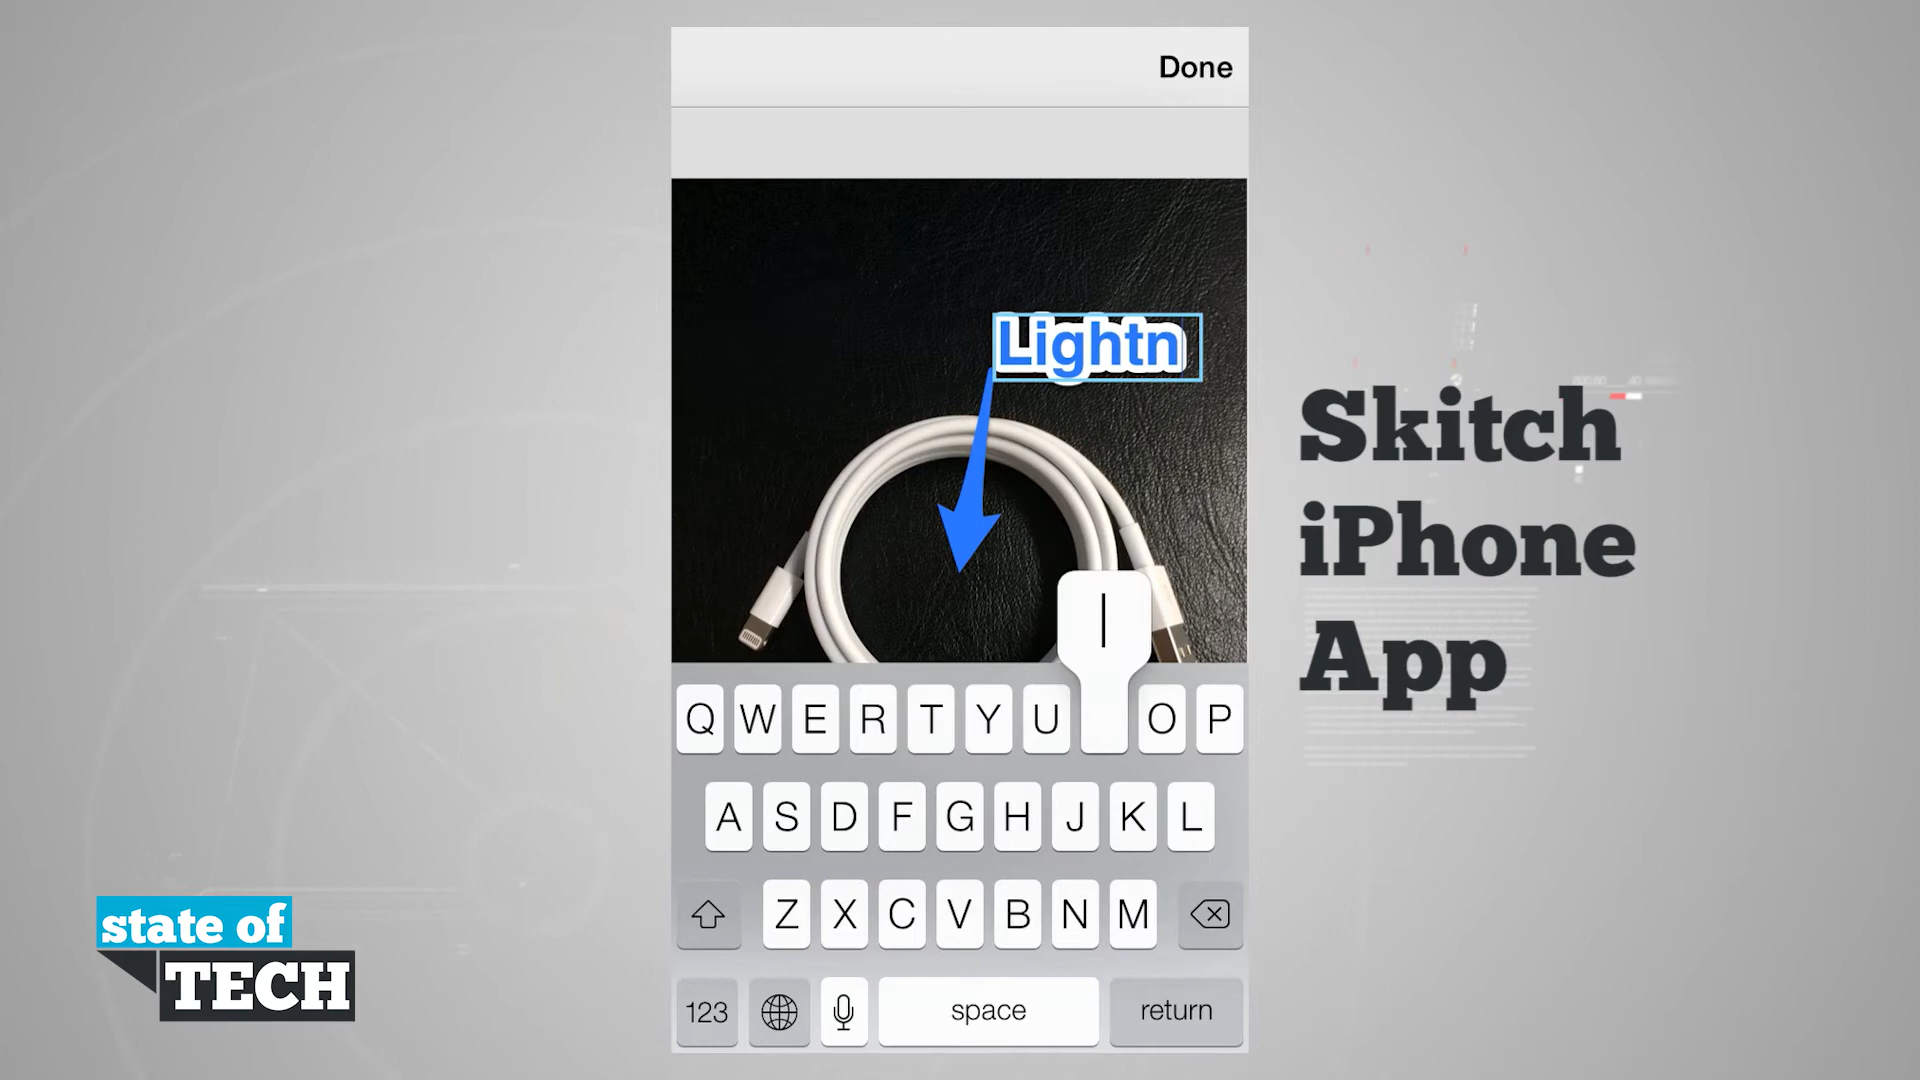 Done
Lightn
I
Q W E R T Y U O P
A S D F G H J K L
Z X C V B N M
123 space return
Skitch
iPhone
App
state of
TECH